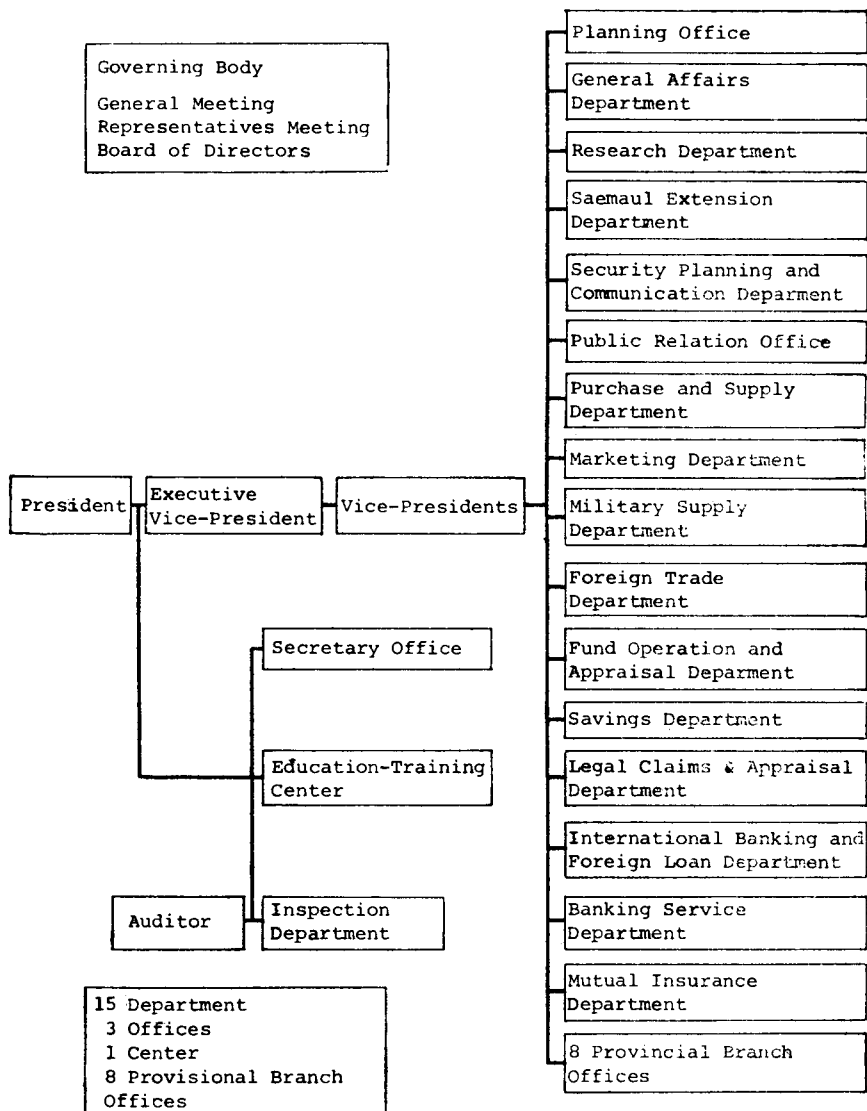 Governing Body
General Meeting
Representatives Meeting
Board of Directors
President
Executive
Vice-President
Vice-Presidents
Secretary Office
Education-Training
Center
Auditor
Inspection
Department
15 Department
3 Offices
1 Center
8 Provisional Branch
Offices
Planning Office
General Affairs
Department
Research Department
Saemaul Extension
Department
Security Planning and
Communication Deparment
Public Relation Office
Purchase and Supply
Department
Marketing Department
Military Supply
Department
Foreign Trade
Department
Fund Operation and
Appraisal Deparment
Savings Department
Legal Claims & Appraisal
Department
International Banking and
Foreign Loan Department
Banking Service
Department
Mutual Insurance
Department
8 Provincial Branch
Offices